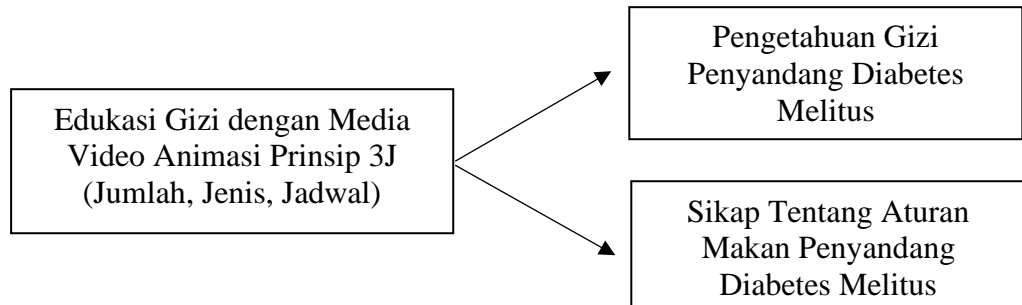 Edukasi Gizi dengan Media
Video Animasi Prinsip 3J
(Jumlah, Jenis, Jadwal)
Pengetahuan Gizi
Penyandang Diabetes
Melitus
Sikap Tentang Aturan
Makan Penyandang
Diabetes Melitus